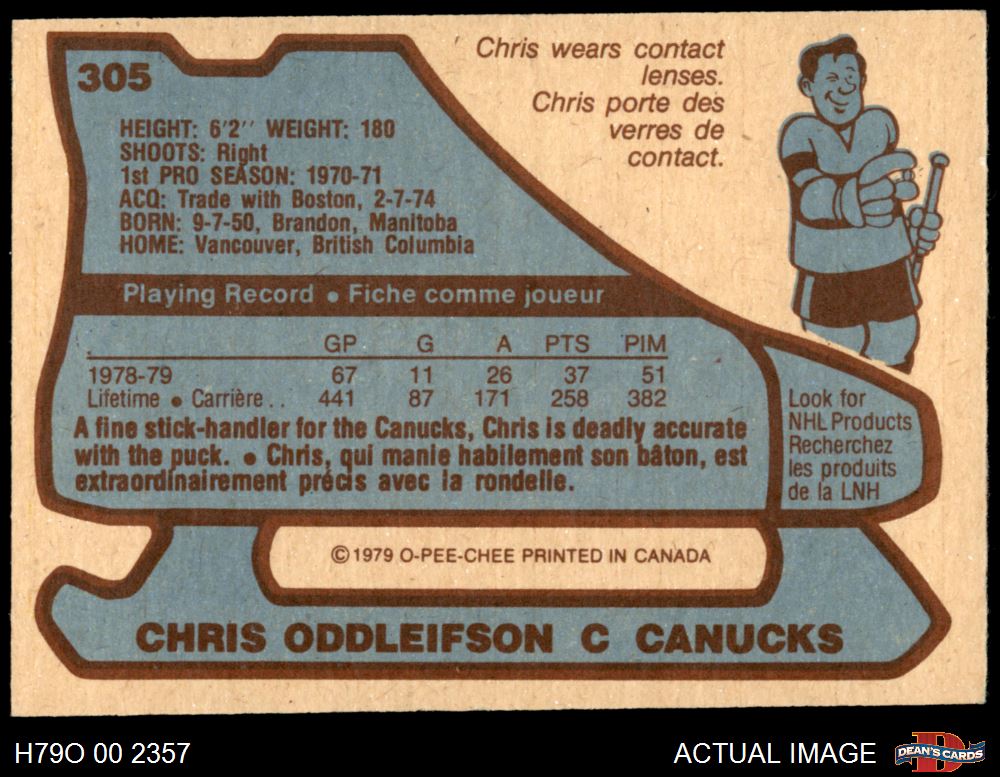 305
Chris wears contact
lenses.
Chris porte des
verres de
contact.
HEIGHT: 6'2'' WEIGHT: 180
SHOOTS: Right
1st PRO SEASON: 1970-71
ACQ: Trade with Boston, 2-7-74
BORN: 9-7-50, Brandon, Manitoba
HOME: Vancouver, British Columbia
Playing Record • Fiche comme joueur
GP G A PTS PIM
1978-79 67 11 26 37 51
Lifetime • Carrière . . 441 87 171 258 382
A fine stick-handler for the Canucks, Chris is deadly accurate
with the puck. • Chris, qui manie habilement son bâton, est
extraordinairement précis avec la rondelle.
Look for
NHL Products
Recherchez
les produits
de la LNH
©1979 O-PEE-CHEE PRINTED IN CANADA
CHRIS ODDLEIFSON C CANUCKS
H79O 00 2357
ACTUAL IMAGE
D
DEAN'S CARDS